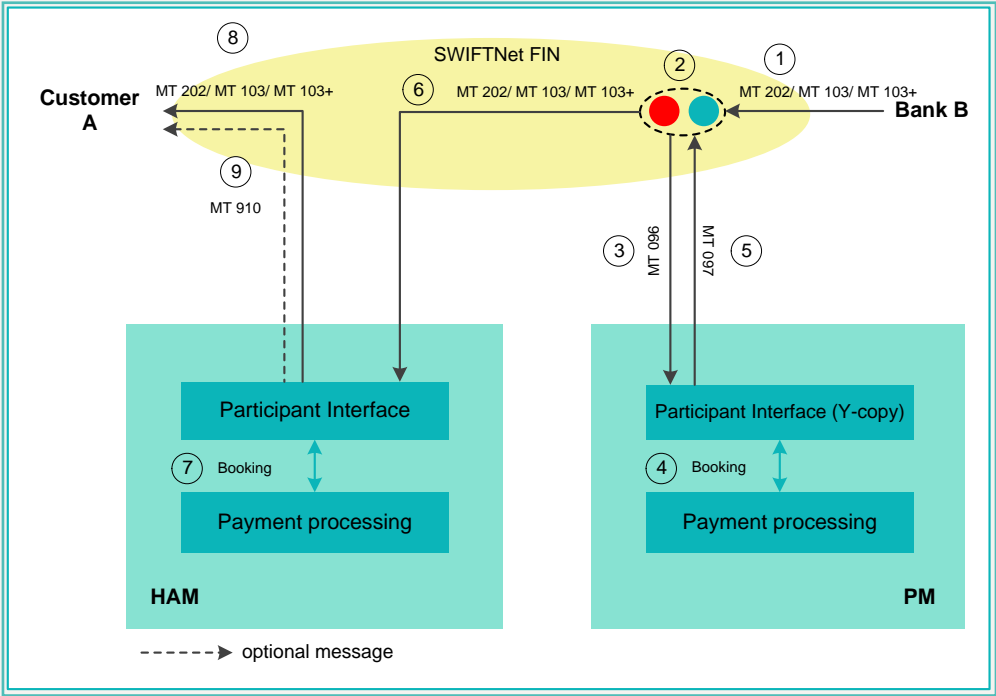 8
SWIFTNet FIN
1
2
6
Customer
A
MT 202/ MT 103/ MT 103+
MT 202/ MT 103/ MT 103+
MT 202/ MT 103/ MT 103+
Bank B
9
MT 910
3
MT 096
MT 097
5
Participant Interface
Participant Interface (Y-copy)
7
Booking
4
Booking
Payment processing
Payment processing
HAM
PM
optional message